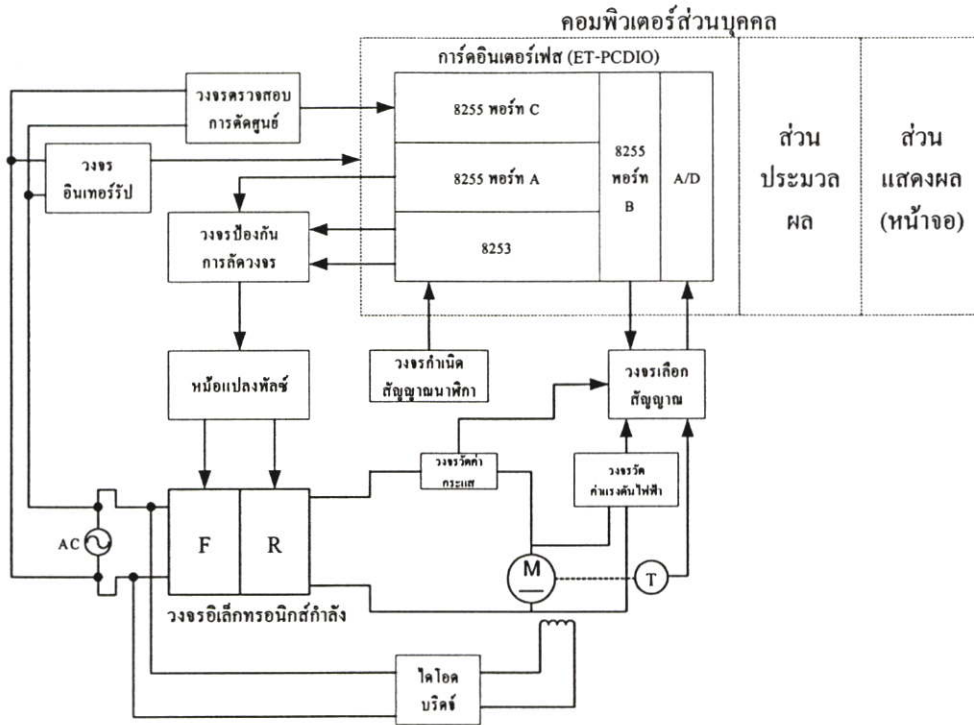 คอมพิวเตอร์ส่วนบุคคล
การ์ดอินเตอร์เฟส (ET-PCDIO)
วงจรตรวจสอบ
การตัดศูนย์
8255 พอร์ท C
8255
พอร์ท
B
A/D
ส่วน
ประมวล
ผล
ส่วน
แสดงผล
(หน้าจอ)
วงจร
อินเทอร์รัป
8255 พอร์ท A
วงจรป้องกัน
การลัดวงจร
8253
หม้อแปลงพัลซ์
วงจรกำเนิด
สัญญาณนาฬิกา
วงจรเลือก
สัญญาณ
วงจรวัดค่า
กระแส
วงจรวัด
ค่าแรงดันไฟฟ้า
AC
F
R
M
T
วงจรอิเล็กทรอนิกส์กำลัง
ไดโอด
บริดจ์